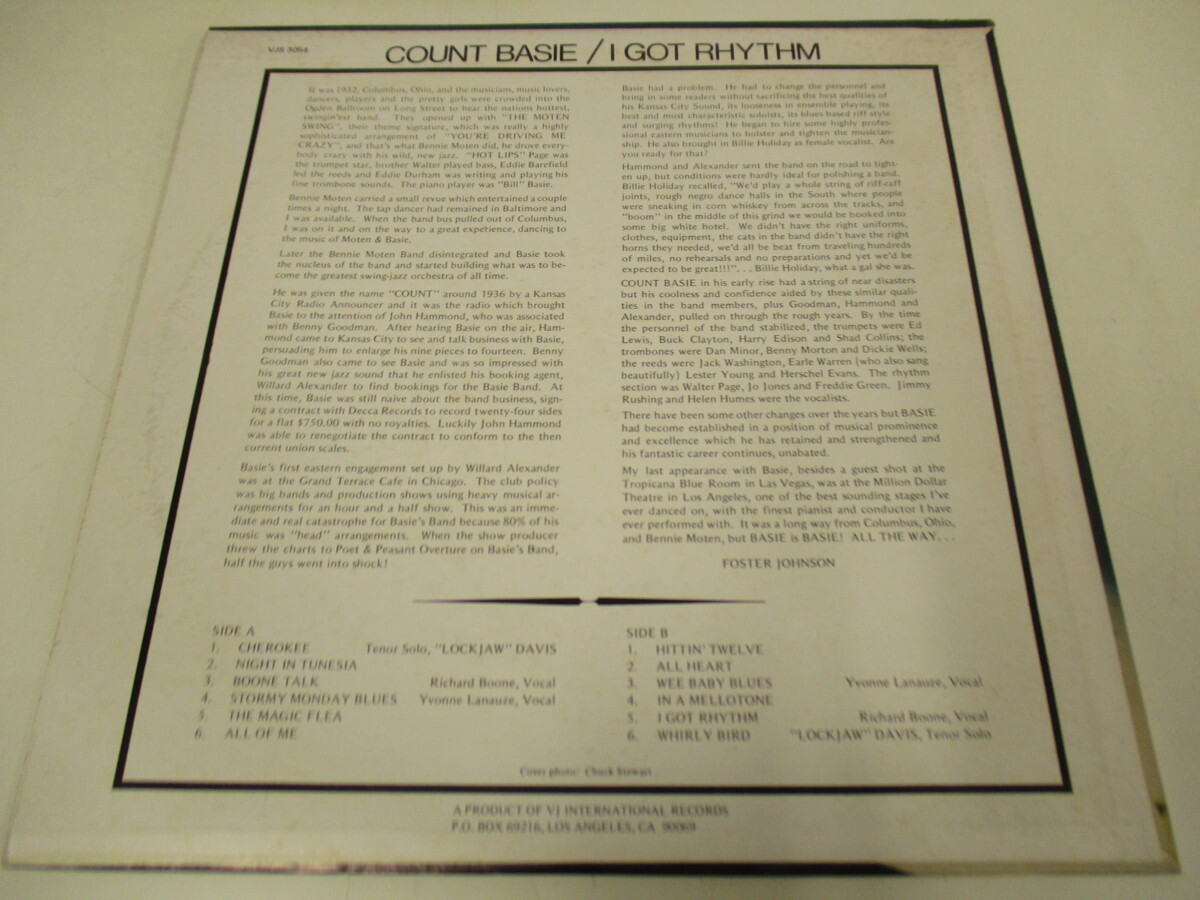 VJS 3054
COUNT BASIE / I GOT RHYTHM
It was 1932, Columbus, Ohio, and the musicians, music lovers,
dancers, players and the pretty girls were crowded into the
Ogden Ballroom on Long Street to hear the nations hottest,
swingin'est band. They opened up with "THE MOTEN
SWING", their theme signature, which was really a highly
sophisticated arrangement of "YOU'RE DRIVING ME
CRAZY", and that's what Bennie Moten did, he drove every-
body crazy with his wild, new jazz. "HOT LIPS" Page was
the trumpet star, brother Walter played bass, Eddie Barefield
led the reeds and Eddie Durham was writing and playing his
fine trombone sounds. The piano player was "Bill" Basie.
Bennie Moten carried a small revue which entertained a couple
times a night. The tap dancer had remained in Baltimore and
I was available. When the band bus pulled out of Columbus,
I was on it and on the way to a great experience, dancing to
the music of Moten & Basie.
Later the Bennie Moten Band disintegrated and Basie took
the nucleus of the band and started building what was to be-
come the greatest swing-jazz orchestra of all time.
He was given the name "COUNT" around 1936 by a Kansas
City Radio Announcer and it was the radio which brought
Basie to the attention of John Hammond, who was associated
with Benny Goodman. After hearing Basie on the air, Ham-
mond came to Kansas City to see and talk business with Basie,
persuading him to enlarge his nine pieces to fourteen. Benny
Goodman also came to see Basie and was so impressed with
his great new jazz sound that he enlisted his booking agent,
Willard Alexander to find bookings for the Basie Band. At
this time, Basie was still naive about the band business, sign-
ing a contract with Decca Records to record twenty-four sides
for a flat $750.00 with no royalties. Luckily John Hammond
was able to renegotiate the contract to conform to the then
current union scales.
Basie's first eastern engagement set up by Willard Alexander
was at the Grand Terrace Cafe in Chicago. The club policy
was big bands and production shows using heavy musical ar-
rangements for an hour and a half show. This was an imme-
diate and real catastrophe for Basie's Band because 80% of his
music was "head" arrangements. When the show producer
threw the charts to Poet & Peasant Overture on Basie's Band,
half the guys went into shock!
Basie had a problem. He had to change the personnel and
bring in some readers without sacrificing the best qualities of
his Kansas City Sound, its looseness in ensemble playing, its
best and most characteristic soloists, its blues based riff style
and surging rhythms! He began to hire some highly profes-
sional eastern musicians to bolster and tighten the musician-
ship. He also brought in Billie Holiday as female vocalist. Are
you ready for that?
Hammond and Alexander sent the band on the road to tight-
en up, but conditions were hardly ideal for polishing a band.
Billie Holiday recalled, "We'd play a whole string of riff-raff
joints, rough negro dance halls in the South where people
were sneaking in corn whiskey from across the tracks, and
"boom" in the middle of this grind we would be booked into
some big white hotel. We didn't have the right uniforms,
clothes, equipment, the cats in the band didn't have the right
horns they needed, we'd all be beat from traveling hundreds
of miles, no rehearsals and no preparations and yet we'd be
expected to be great!!!". . . Billie Holiday, what a gal she was.
COUNT BASIE in his early rise had a string of near disasters
but his coolness and confidence aided by these similar quali-
ties in the band members, plus Goodman, Hammond and
Alexander, pulled on through the rough years. By the time
the personnel of the band stabilized, the trumpets were Ed
Lewis, Buck Clayton, Harry Edison and Shad Collins; the
trombones were Dan Minor, Benny Morton and Dickie Wells;
the reeds were Jack Washington, Earle Warren (who also sang
beautifully) Lester Young and Herschel Evans. The rhythm
section was Walter Page, Jo Jones and Freddie Green. Jimmy
Rushing and Helen Humes were the vocalists.
There have been some other changes over the years but BASIE
had become established in a position of musical prominence
and excellence which he has retained and strengthened and
his fantastic career continues, unabated.
My last appearance with Basie, besides a guest shot at the
Tropicana Blue Room in Las Vegas, was at the Million Dollar
Theatre in Los Angeles, one of the best sounding stages I've
ever danced on, with the finest pianist and conductor I have
ever performed with. It was a long way from Columbus, Ohio,
and Bennie Moten, but BASIE is BASIE! ALL THE WAY. . .
FOSTER JOHNSON
SIDE A
1. CHEROKEE Tenor Solo, "LOCKJAW" DAVIS
2. NIGHT IN TUNESIA
3. BOONE TALK Richard Boone, Vocal
4. STORMY MONDAY BLUES Yvonne Lanauze, Vocal
5. THE MAGIC FLEA
6. ALL OF ME
SIDE B
1. HITTIN' TWELVE
2. ALL HEART
3. WEE BABY BLUES Yvonne Lanauze, Vocal
4. IN A MELLOTONE
5. I GOT RHYTHM Richard Boone, Vocal
6. WHIRLY BIRD "LOCKJAW" DAVIS, Tenor Solo
Cover photo: Chuck Stewart
A PRODUCT OF VJ INTERNATIONAL RECORDS
P.O. BOX 69216, LOS ANGELES, CA 90069